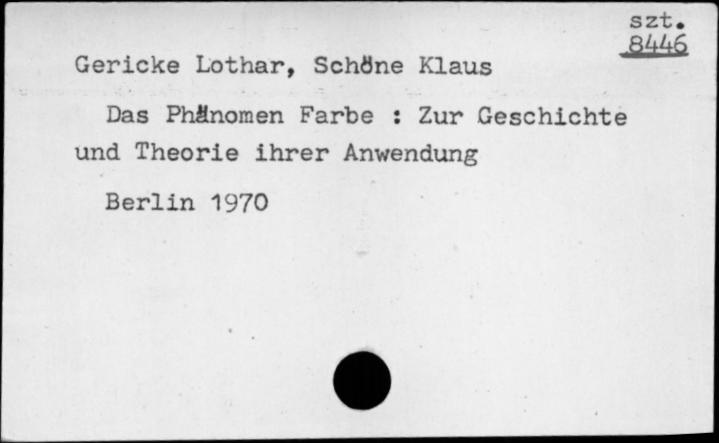 szt.
8446
Gericke Lothar, Schöne Klaus
Das Phänomen Farbe : Zur Geschichte
und Theorie ihrer Anwendung
Berlin 1970